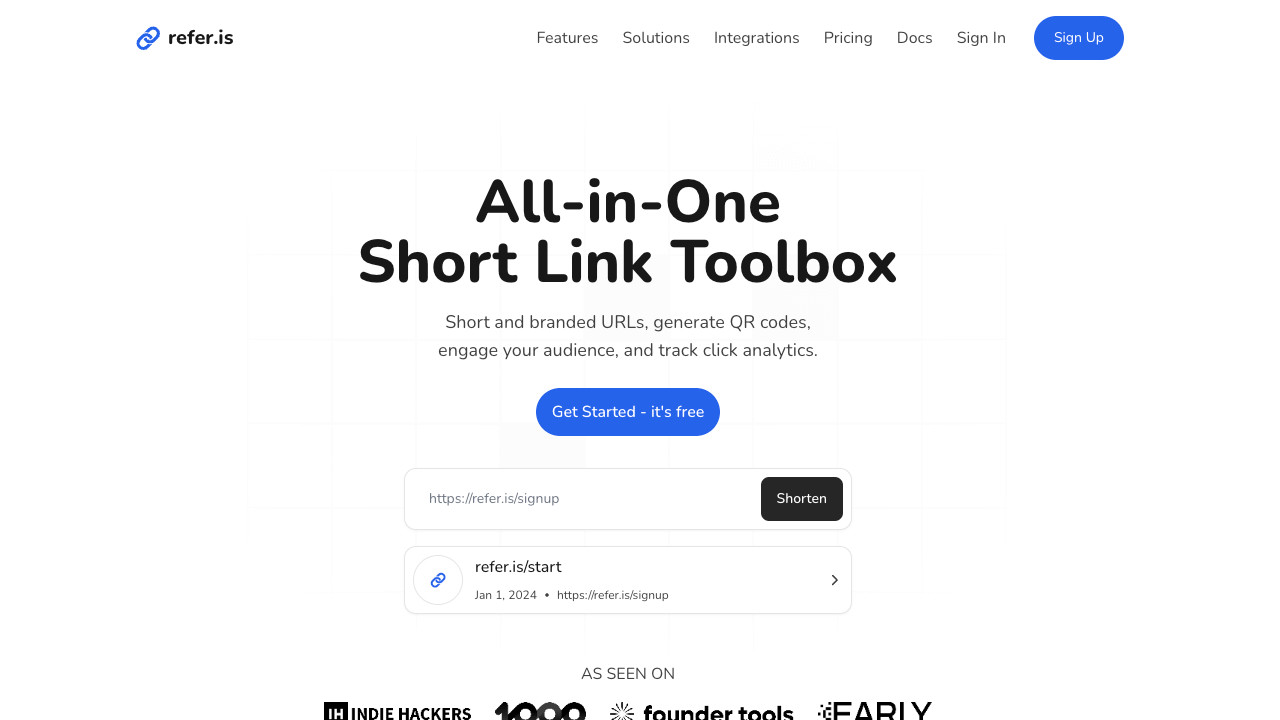 refer.is
Features
Solutions
Integrations
Pricing
Docs
Sign In
Sign Up
All-in-One
Short Link Toolbox
Short and branded URLs, generate QR codes,
engage your audience, and track click analytics.
Get Started - it's free
https://refer.is/signup
Shorten
refer.is/start
Jan 1, 2024 • https://refer.is/signup
AS SEEN ON
IH INDIE HACKERS
1000
founder tools
EARLY